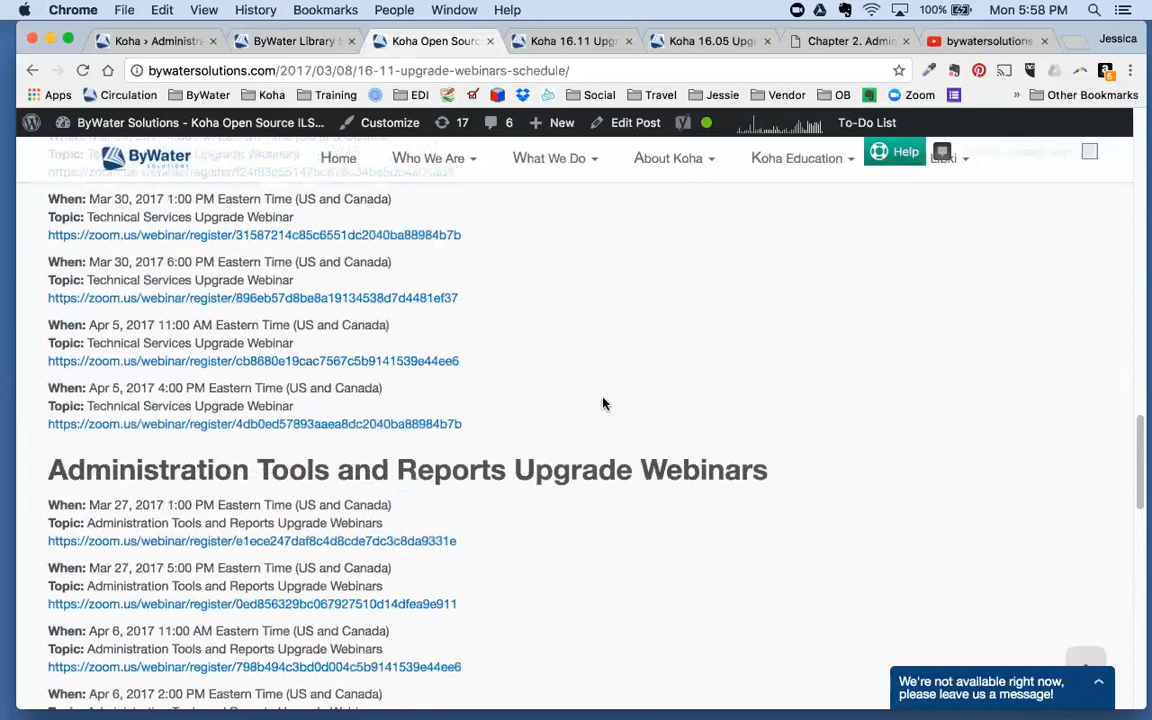 Chrome File Edit View History Bookmarks People Window Help 100% Mon 5:58 PM
Koha › Administra ByWater Library S Koha Open Sourc Koha 16.11 Upgr Koha 16.05 Upg Chapter 2. Admin bywatersolutions Jessica
bywatersolutions.com/2017/03/08/16-11-upgrade-webinars-schedule/
Apps Circulation ByWater Koha Training EDI Social Travel Jessie Vendor OB Zoom » Other Bookmarks
ByWater Solutions - Koha Open Source ILS... Customize 17 6 New Edit Post To-Do List
ByWater SOLUTIONS Home Who We Are What We Do About Koha Koha Education Help
When: Mar 30, 2017 1:00 PM Eastern Time (US and Canada)
Topic: Technical Services Upgrade Webinar
https://zoom.us/webinar/register/31587214c85c6551dc2040ba88984b7b
When: Mar 30, 2017 6:00 PM Eastern Time (US and Canada)
Topic: Technical Services Upgrade Webinar
https://zoom.us/webinar/register/896eb57d8be8a19134538d7d4481ef37
When: Apr 5, 2017 11:00 AM Eastern Time (US and Canada)
Topic: Technical Services Upgrade Webinar
https://zoom.us/webinar/register/cb8680e19cac7567c5b9141539e44ee6
When: Apr 5, 2017 4:00 PM Eastern Time (US and Canada)
Topic: Technical Services Upgrade Webinar
https://zoom.us/webinar/register/4db0ed57893aaea8dc2040ba88984b7b
Administration Tools and Reports Upgrade Webinars
When: Mar 27, 2017 1:00 PM Eastern Time (US and Canada)
Topic: Administration Tools and Reports Upgrade Webinars
https://zoom.us/webinar/register/e1ece247daf8c4d8cde7dc3c8da9331e
When: Mar 27, 2017 5:00 PM Eastern Time (US and Canada)
Topic: Administration Tools and Reports Upgrade Webinars
https://zoom.us/webinar/register/0ed856329bc067927510d14dfea9e911
When: Apr 6, 2017 11:00 AM Eastern Time (US and Canada)
Topic: Administration Tools and Reports Upgrade Webinars
https://zoom.us/webinar/register/798b494c3bd0d004c5b9141539e44ee6
When: Apr 6, 2017 2:00 PM Eastern Time (US and Canada)
We're not available right now,
please leave us a message!